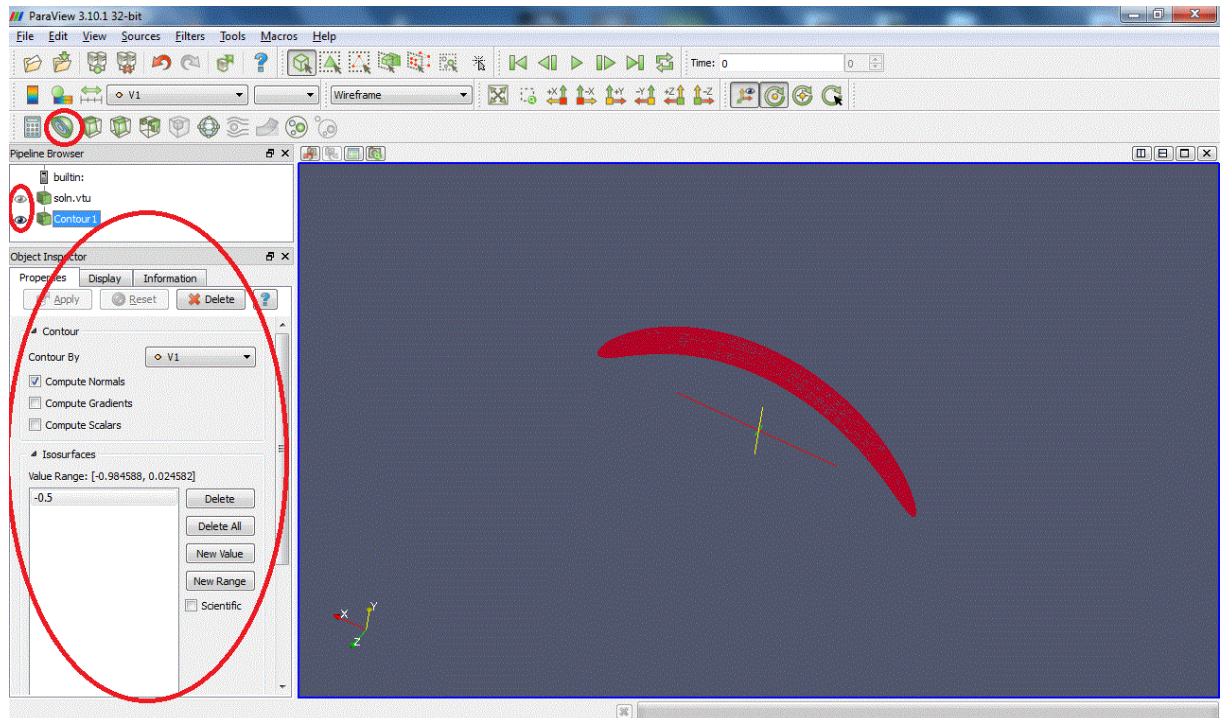 ParaView 3.10.1 32-bit
File Edit View Sources Filters Tools Macros Help
Time: 0 0
V1 Wireframe +X -X +Y -Y +Z -Z
Pipeline Browser
builtin:
soln.vtu
Contour1
Object Inspector
Properties Display Information
Apply Reset Delete ?
Contour
Contour By V1
Compute Normals
Compute Gradients
Compute Scalars
Isosurfaces
Value Range: [-0.984588, 0.024582]
-0.5
Delete
Delete All
New Value
New Range
Scientific
X Y
Z